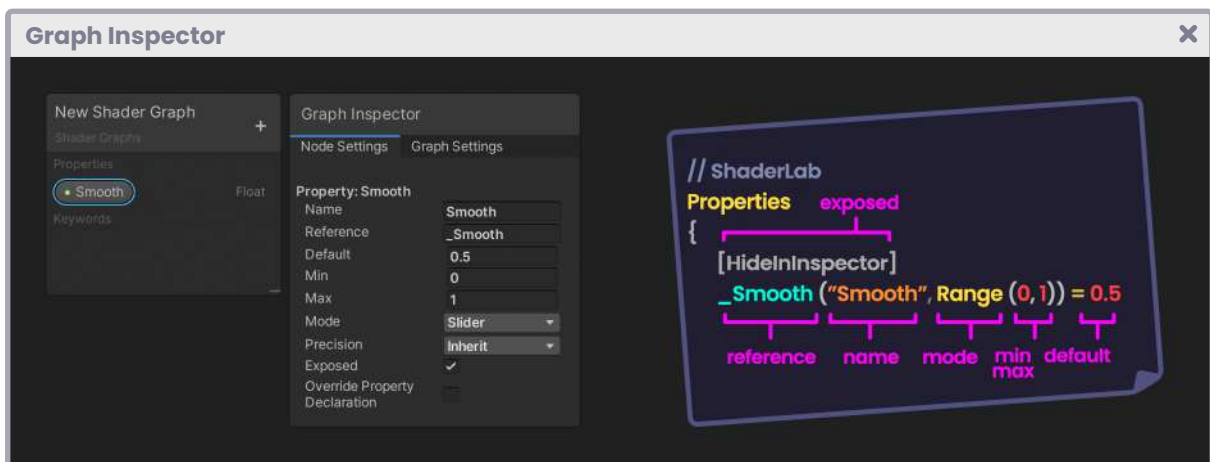 Graph Inspector
New Shader Graph
+
Shader Graphs
Properties
Smooth
Float
Keywords
Graph Inspector
Node Settings Graph Settings
Property: Smooth
Name Smooth
Reference _Smooth
Default 0.5
Min 0
Max 1
Mode Slider
Precision Inherit
Exposed
Override Property
Declaration
// ShaderLab
Properties exposed
{
[HideInInspector]
_Smooth ("Smooth", Range (0, 1)) = 0.5
reference name mode min default
max